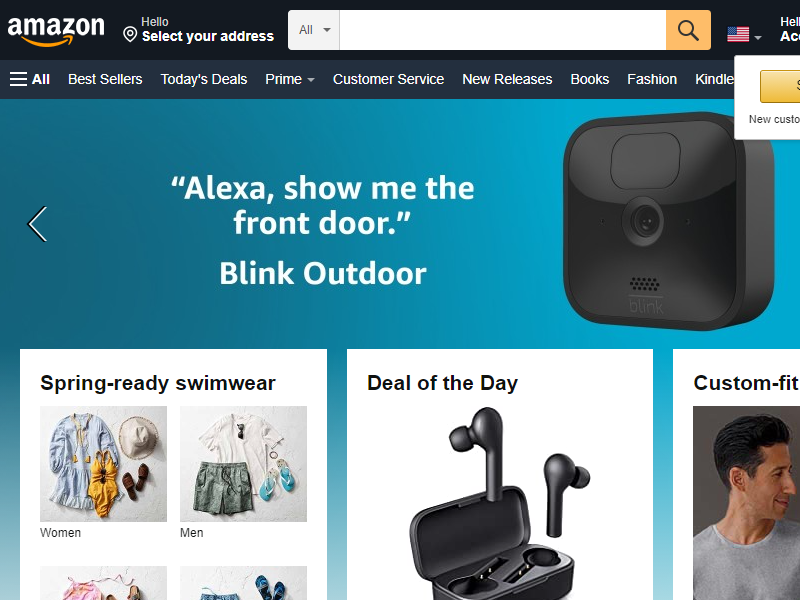 amazon
Hello
Select your address
All
Hell
Acc
All
Best Sellers
Today's Deals
Prime
Customer Service
New Releases
Books
Fashion
Kindle
New custo
“Alexa, show me the
front door.”
Blink Outdoor
blink
Spring-ready swimwear
Women
Men
Deal of the Day
Custom-fit